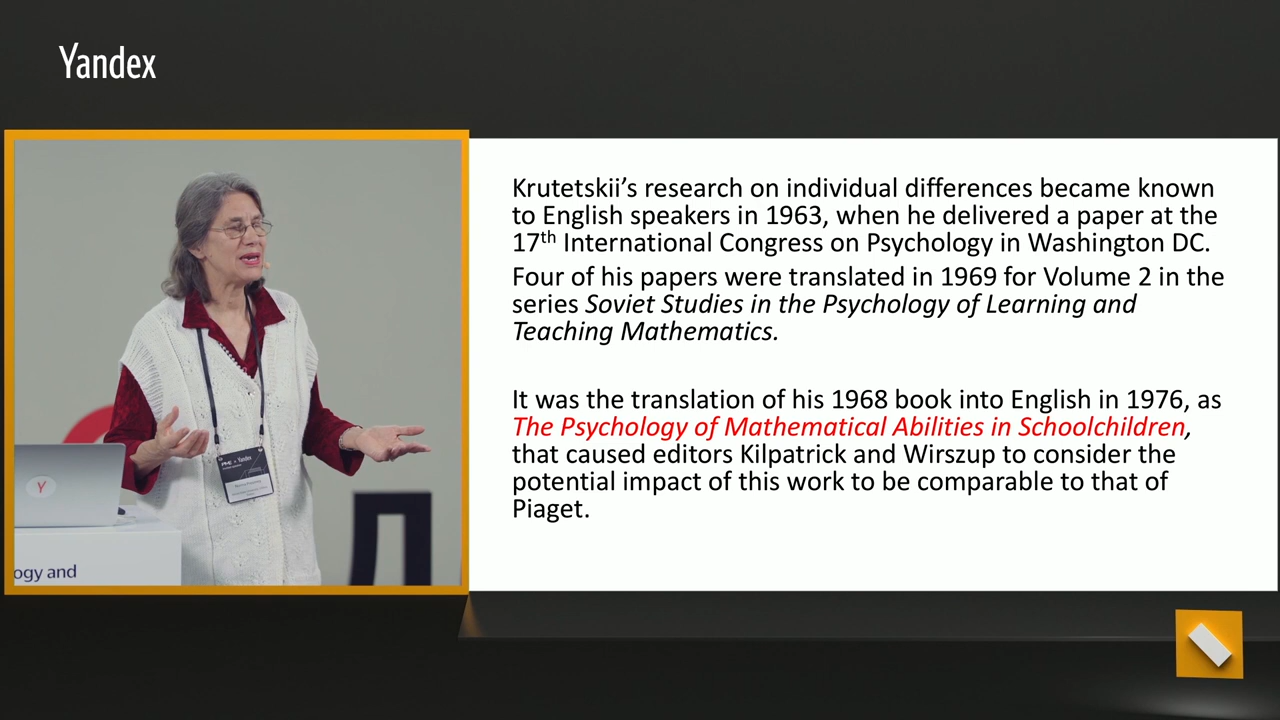 Yandex
Krutetskii’s research on individual differences became known
to English speakers in 1963, when he delivered a paper at the
17th International Congress on Psychology in Washington DC.
Four of his papers were translated in 1969 for Volume 2 in the
series Soviet Studies in the Psychology of Learning and
Teaching Mathematics.
It was the translation of his 1968 book into English in 1976, as
The Psychology of Mathematical Abilities in Schoolchildren,
that caused editors Kilpatrick and Wirszup to consider the
potential impact of this work to be comparable to that of
Piaget.
Y
Yandex
ogy and
Л